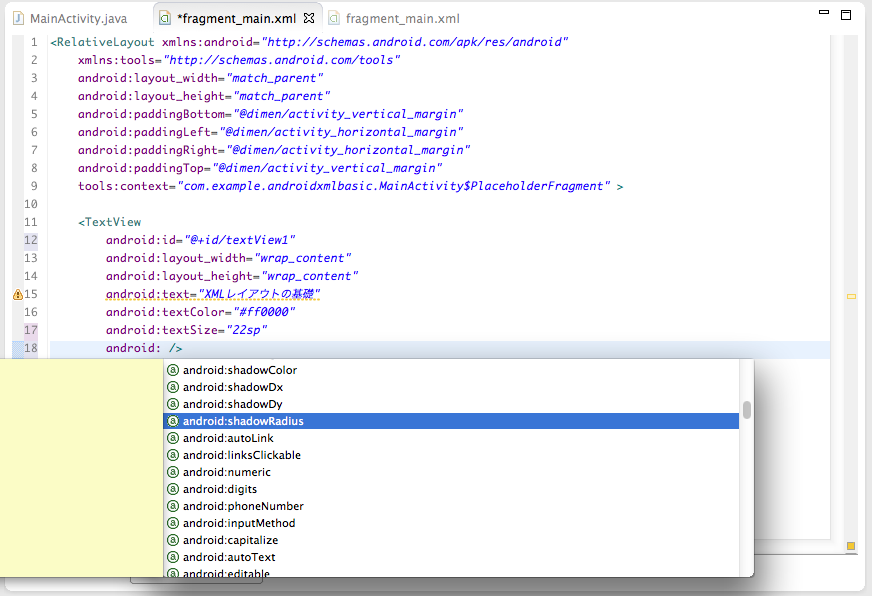 MainActivity.java
*fragment_main.xml
fragment_main.xml
1 <RelativeLayout xmlns:android="http://schemas.android.com/apk/res/android"
2 xmlns:tools="http://schemas.android.com/tools"
3 android:layout_width="match_parent"
4 android:layout_height="match_parent"
5 android:paddingBottom="@dimen/activity_vertical_margin"
6 android:paddingLeft="@dimen/activity_horizontal_margin"
7 android:paddingRight="@dimen/activity_horizontal_margin"
8 android:paddingTop="@dimen/activity_vertical_margin"
9 tools:context="com.example.androidxmlbasic.MainActivity$PlaceholderFragment" >
10
11 <TextView
12 android:id="@+id/textView1"
13 android:layout_width="wrap_content"
14 android:layout_height="wrap_content"
15 android:text="XMLレイアウトの基礎"
16 android:textColor="#ff0000"
17 android:textSize="22sp"
18 android: />
android:shadowColor
android:shadowDx
android:shadowDy
android:shadowRadius
android:autoLink
android:linksClickable
android:numeric
android:digits
android:phoneNumber
android:inputMethod
android:capitalize
android:autoText
android:editable